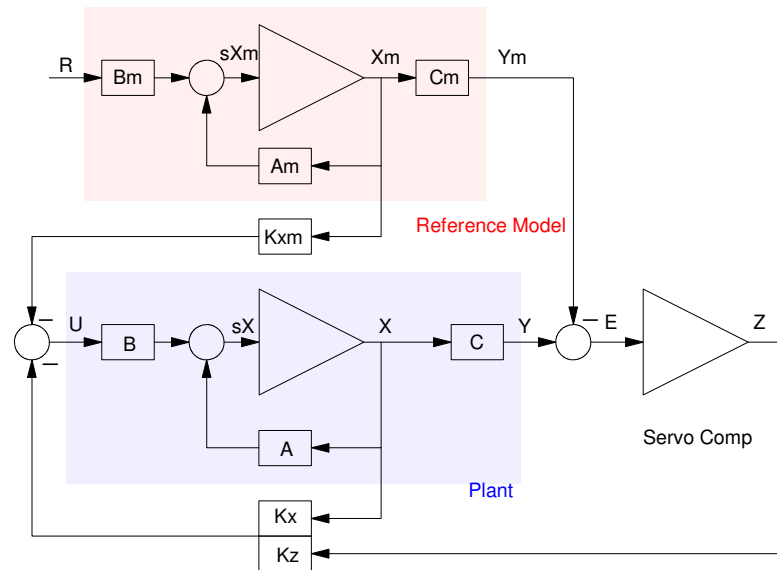 R
Bm
sXm
Xm
Cm
Ym
Am
Kxm
Reference Model
U
B
sX
X
C
Y
E
Z
A
Servo Comp
Plant
Kx
Kz